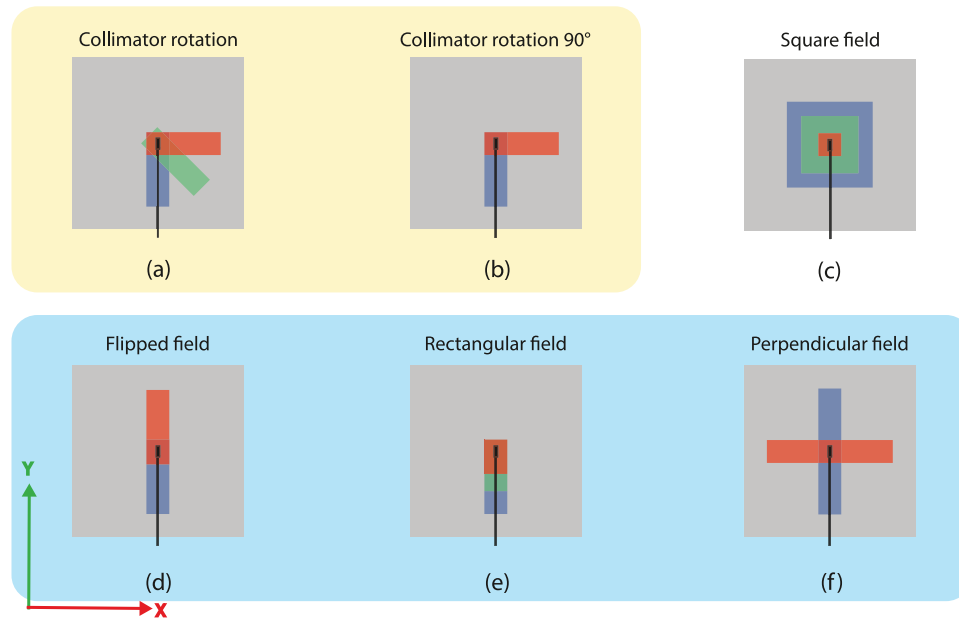 Collimator rotation
Collimator rotation 90°
Square field
(a)
(b)
(c)
Flipped field
Rectangular field
Perpendicular field
Y
X
(d)
(e)
(f)